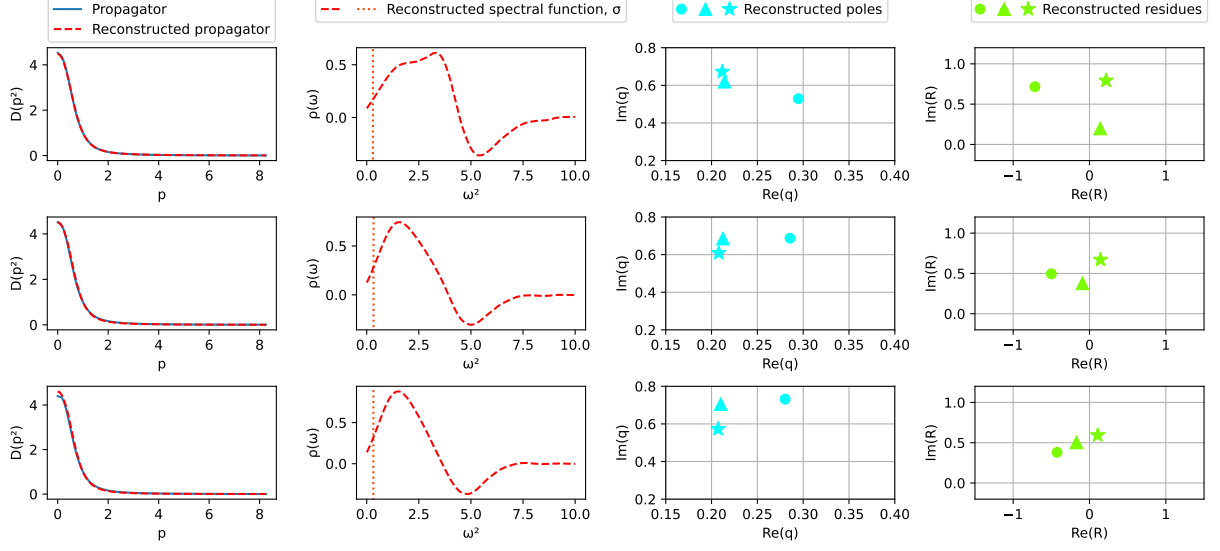 Propagator
Reconstructed propagator
Reconstructed spectral function, σ
Reconstructed poles
Reconstructed residues
D(p²)
4
2
0
0 2 4 6 8
p
ρ(ω)
0.5
0.0
0.0 2.5 5.0 7.5 10.0
ω²
Im(q)
0.8
0.6
0.4
0.2
0.15 0.20 0.25 0.30 0.35 0.40
Re(q)
Im(R)
1.0
0.5
0.0
−1 0 1
Re(R)
D(p²)
4
2
0
0 2 4 6 8
p
ρ(ω)
0.5
0.0
0.0 2.5 5.0 7.5 10.0
ω²
Im(q)
0.8
0.6
0.4
0.2
0.15 0.20 0.25 0.30 0.35 0.40
Re(q)
Im(R)
1.0
0.5
0.0
−1 0 1
Re(R)
D(p²)
4
2
0
0 2 4 6 8
p
ρ(ω)
0.5
0.0
0.0 2.5 5.0 7.5 10.0
ω²
Im(q)
0.8
0.6
0.4
0.2
0.15 0.20 0.25 0.30 0.35 0.40
Re(q)
Im(R)
1.0
0.5
0.0
−1 0 1
Re(R)